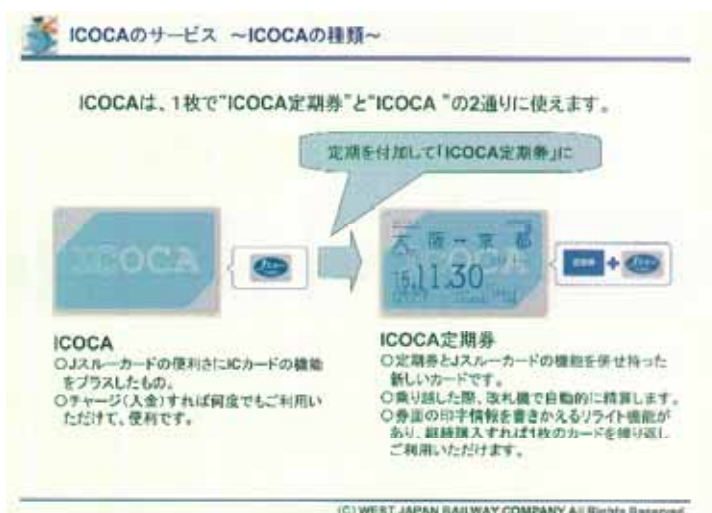 ICOCAのサービス ～ICOCAの種類～
ICOCAは、1枚で"ICOCA定期券"と"ICOCA "の2通りに使えます。
定期を付加して「ICOCA定期券」に
ICOCA
大阪--京都
15.11.30
ICOCA
定期券
+
ICOCA
○Jスルーカードの便利さにICカードの機能
をプラスしたもの。
○チャージ(入金)すれば何度でもご利用い
ただけて、便利です。
ICOCA定期券
○定期券とJスルーカードの機能を併せ持った
新しいカードです。
○乗り越した際、改札機で自動的に精算します。
○券面の印字情報を書きかえるリライト機能が
あり、継続購入すれば1枚のカードを繰り返し
ご利用いただけます。
(C) WEST JAPAN RAILWAY COMPANY All Rights Reserved